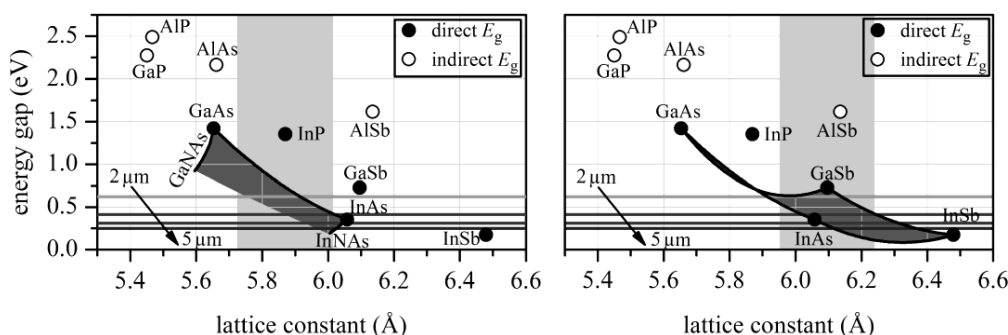 energy gap (eV)
2.5
2.0
1.5
1.0
0.5
0.0
AlP
GaP
AlAs
GaAs
GaNAs
InP
AlSb
GaSb
InAs
InNAs
InSb
2 μm
5 μm
direct Eg
indirect Eg
5.4 5.6 5.8 6.0 6.2 6.4 6.6
lattice constant (Å)
AlP
GaP
AlAs
GaAs
InP
AlSb
GaSb
InAs
InSb
2 μm
5 μm
direct Eg
indirect Eg
5.4 5.6 5.8 6.0 6.2 6.4 6.6
lattice constant (Å)